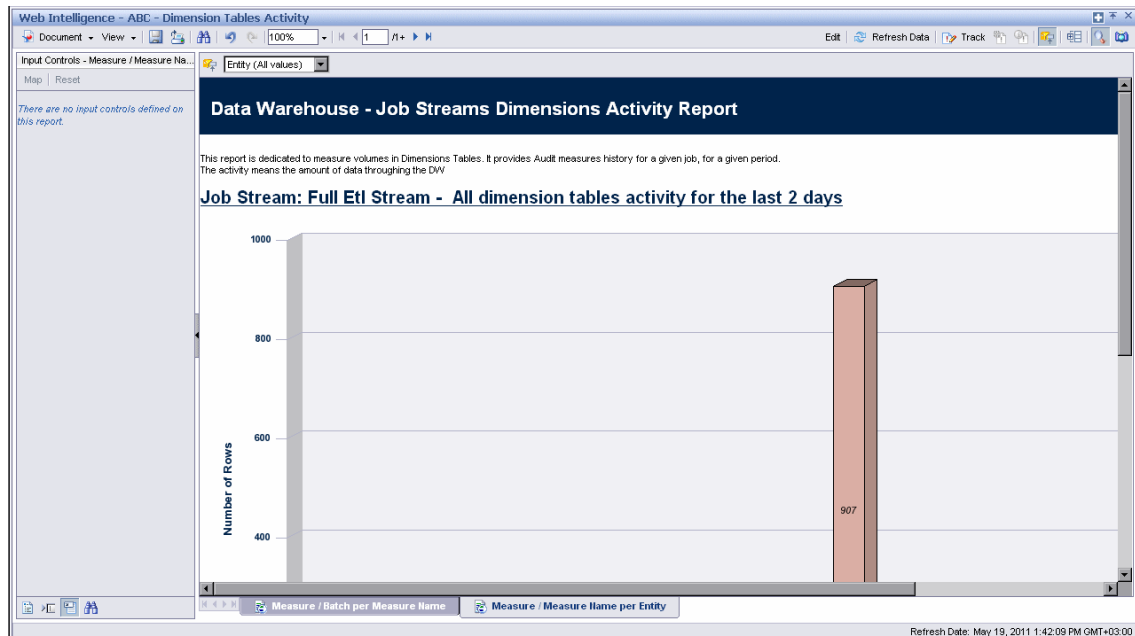 Web Intelligence - ABC - Dimension Tables Activity
Document View 100% 1 /1+ Edit Refresh Data Track
Input Controls - Measure / Measure Na...
Map Reset
There are no input controls defined on
this report.
Entity (All values)
Data Warehouse - Job Streams Dimensions Activity Report
This report is dedicated to measure volumes in Dimensions Tables. It provides Audit measures history for a given job, for a given period.
The activity means the amount of data throughing the DW
Job Stream: Full Etl Stream - All dimension tables activity for the last 2 days
1000
800
600
400
Number of Rows
907
Measure / Batch per Measure Name
Measure / Measure Name per Entity
Refresh Date: May 19, 2011 1:42:09 PM GMT+03:00